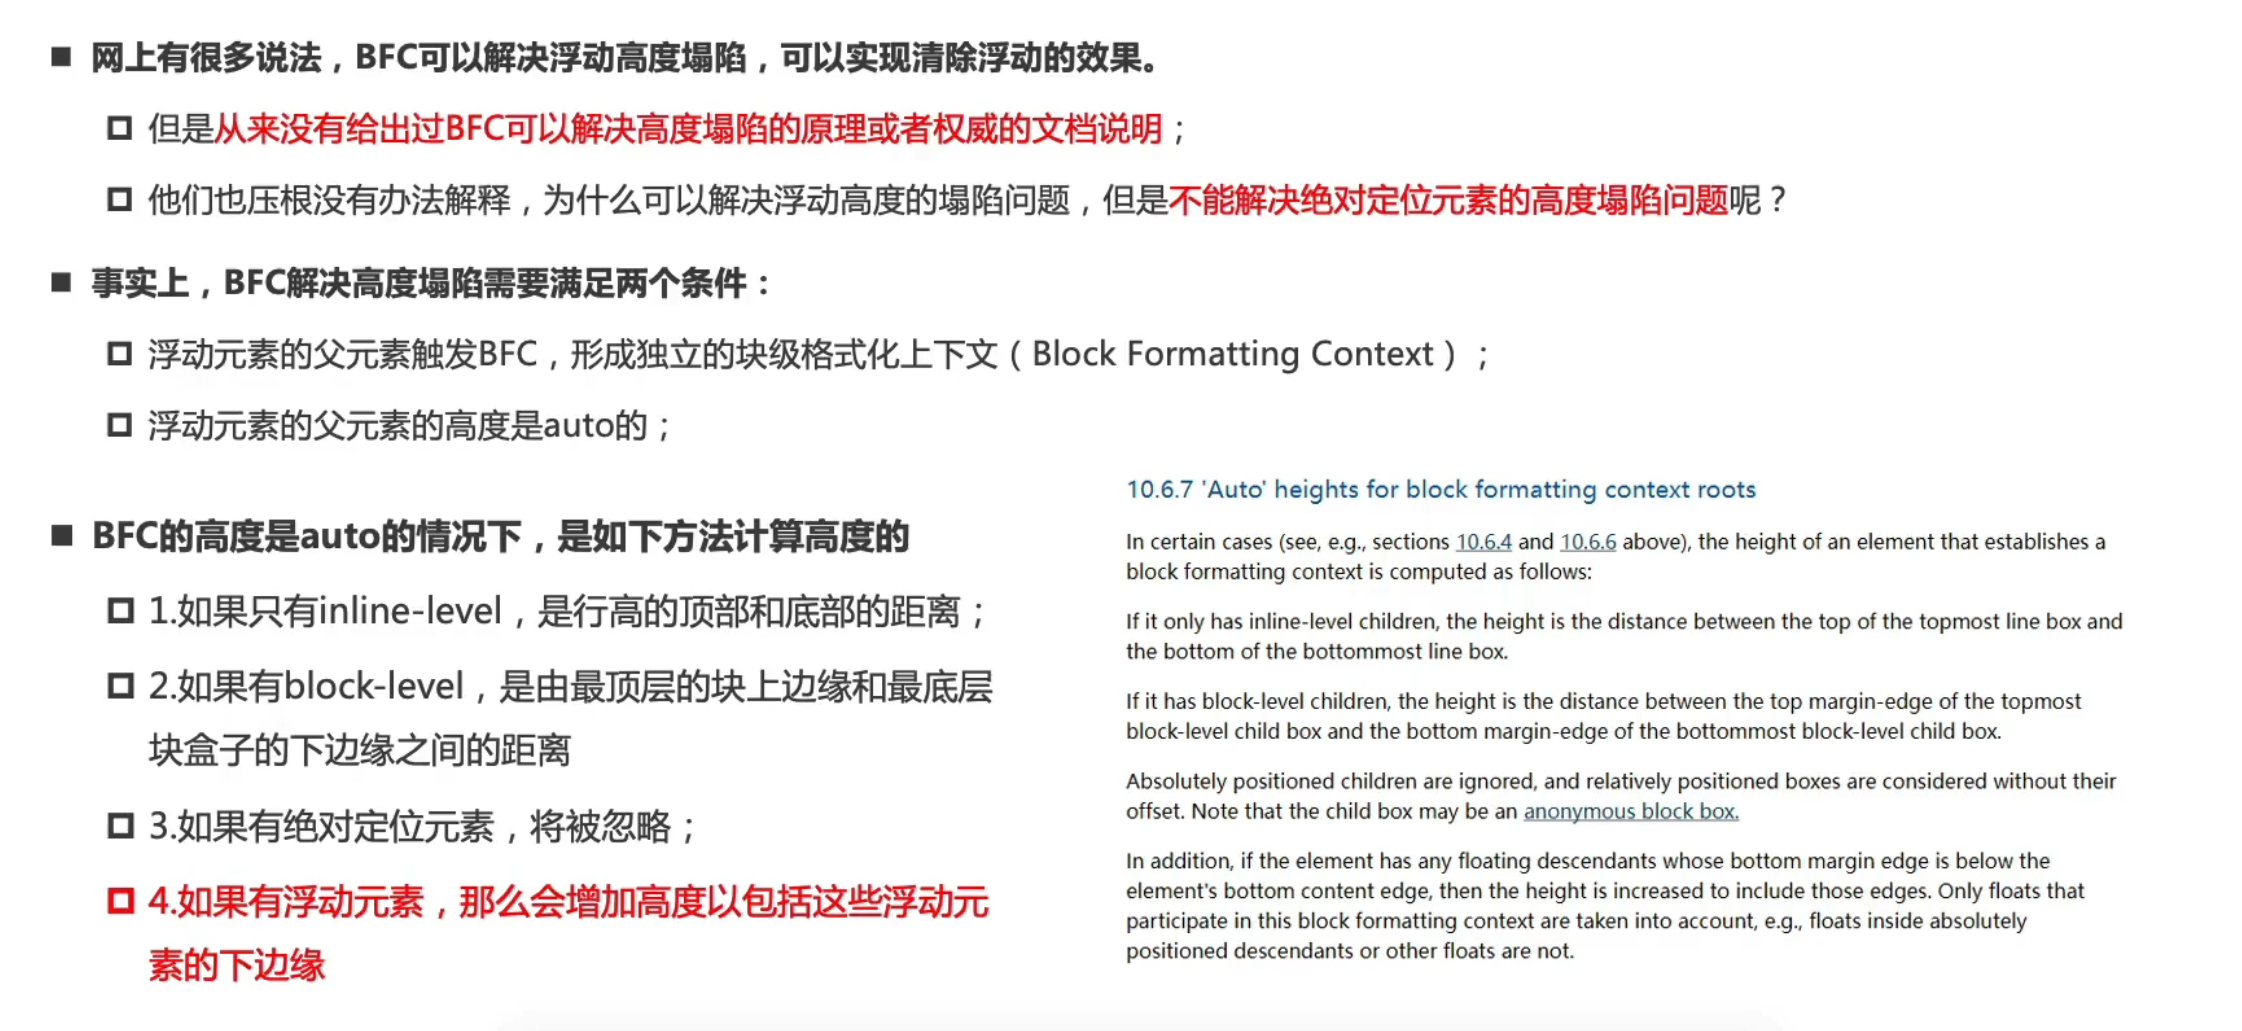 ■ 网上有很多说法，BFC可以解决浮动高度塌陷，可以实现清除浮动的效果。
但是从来没有给出过BFC可以解决高度塌陷的原理或者权威的文档说明；
他们也压根没有办法解释，为什么可以解决浮动高度的塌陷问题，但是不能解决绝对定位元素的高度塌陷问题呢？
■ 事实上，BFC解决高度塌陷需要满足两个条件：
浮动元素的父元素触发BFC，形成独立的块级格式化上下文（Block Formatting Context）；
浮动元素的父元素的高度是auto的；
■ BFC的高度是auto的情况下，是如下方法计算高度的
1.如果只有inline-level，是行高的顶部和底部的距离；
2.如果有block-level，是由最顶层的块上边缘和最底层
块盒子的下边缘之间的距离
3.如果有绝对定位元素，将被忽略；
4.如果有浮动元素，那么会增加高度以包括这些浮动元
素的下边缘
10.6.7 'Auto' heights for block formatting context roots
In certain cases (see, e.g., sections 10.6.4 and 10.6.6 above), the height of an element that establishes a
block formatting context is computed as follows:
If it only has inline-level children, the height is the distance between the top of the topmost line box and
the bottom of the bottommost line box.
If it has block-level children, the height is the distance between the top margin-edge of the topmost
block-level child box and the bottom margin-edge of the bottommost block-level child box.
Absolutely positioned children are ignored, and relatively positioned boxes are considered without their
offset. Note that the child box may be an anonymous block box.
In addition, if the element has any floating descendants whose bottom margin edge is below the
element's bottom content edge, then the height is increased to include those edges. Only floats that
participate in this block formatting context are taken into account, e.g., floats inside absolutely
positioned descendants or other floats are not.